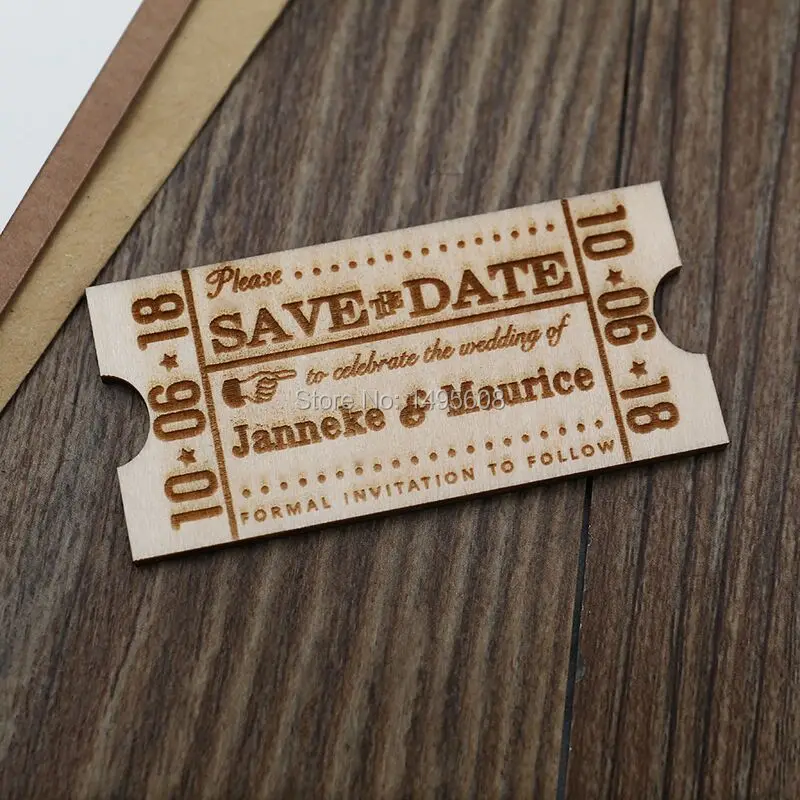 Please
SAVE THE DATE
to celebrate the wedding of
Janneke & Maurice
FORMAL INVITATION TO FOLLOW
10★06★18
10★06★18
Store No: 1495608